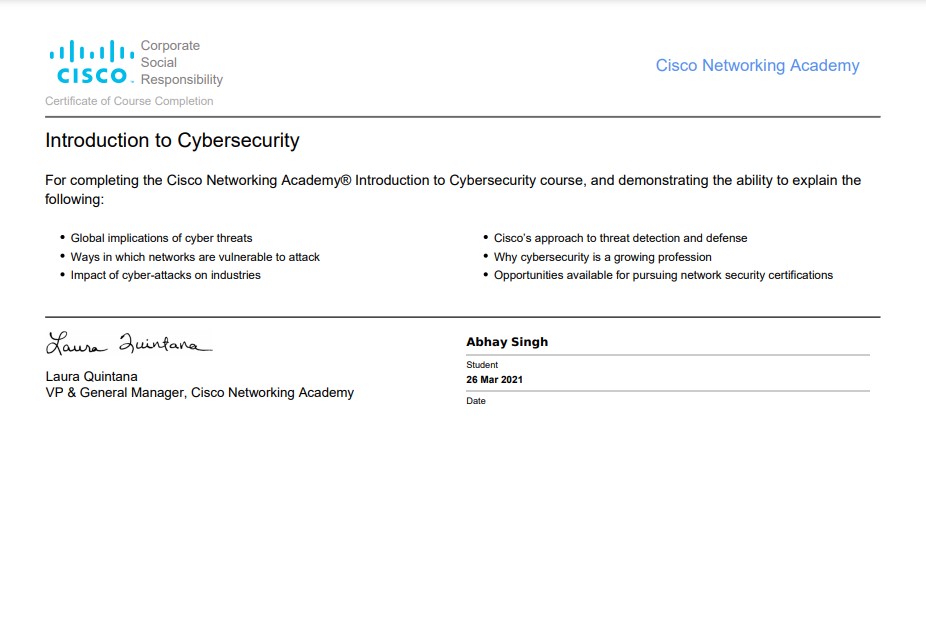 CISCO
Corporate
Social
Responsibility
Cisco Networking Academy
Certificate of Course Completion
Introduction to Cybersecurity
For completing the Cisco Networking Academy® Introduction to Cybersecurity course, and demonstrating the ability to explain the
following:
• Global implications of cyber threats
• Ways in which networks are vulnerable to attack
• Impact of cyber-attacks on industries
• Cisco’s approach to threat detection and defense
• Why cybersecurity is a growing profession
• Opportunities available for pursuing network security certifications
Laura Quintana
Laura Quintana
VP & General Manager, Cisco Networking Academy
Abhay Singh
Student
26 Mar 2021
Date